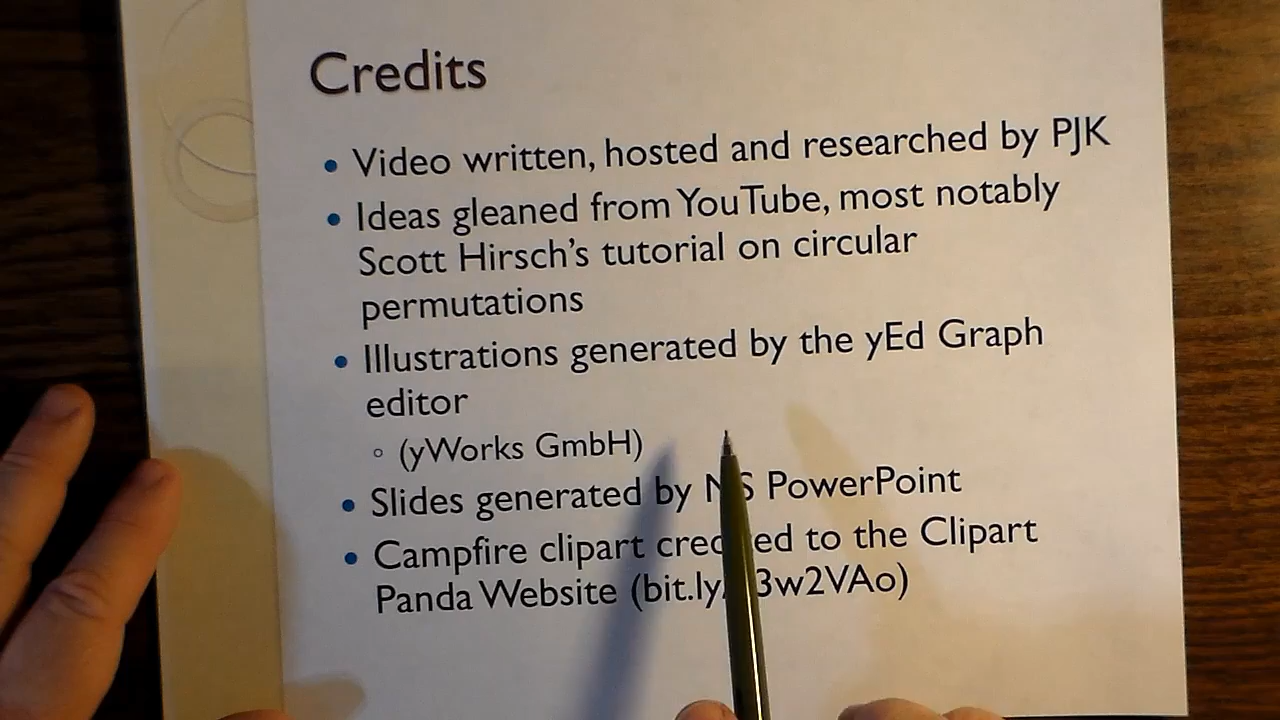 Credits
• Video written, hosted and researched by PJK
• Ideas gleaned from YouTube, most notably
Scott Hirsch's tutorial on circular
permutations
• Illustrations generated by the yEd Graph
editor
◦ (yWorks GmbH)
• Slides generated by PowerPoint
• Campfire clipart to the Clipart
Panda Website